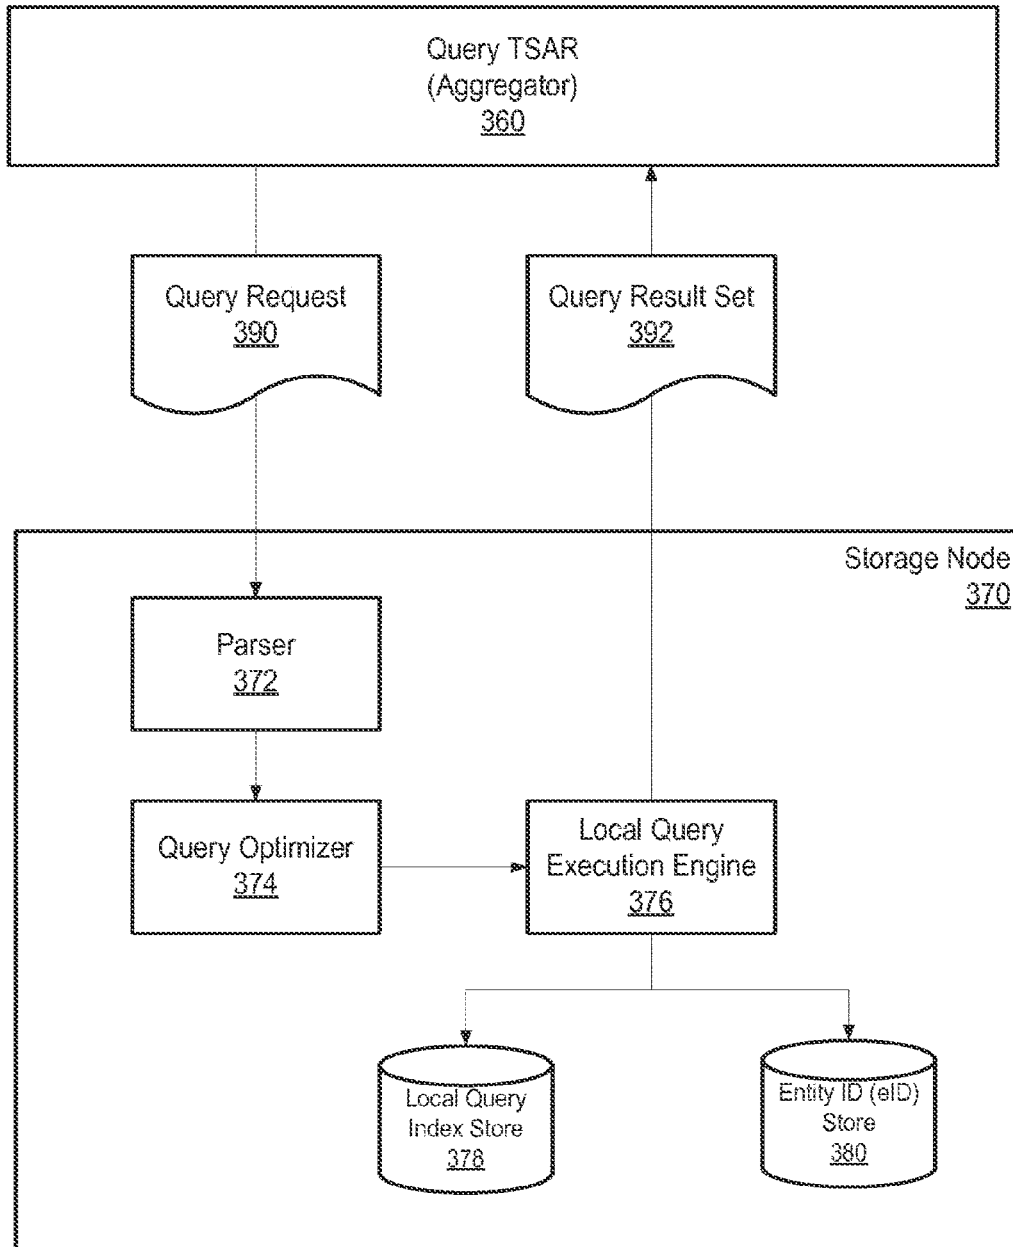 Query TSAR
(Aggregator)
360
Query Request
390
Query Result Set
392
Storage Node
370
Parser
372
Query Optimizer
374
Local Query
Execution Engine
376
Local Query
Index Store
378
Entity ID (eID)
Store
380